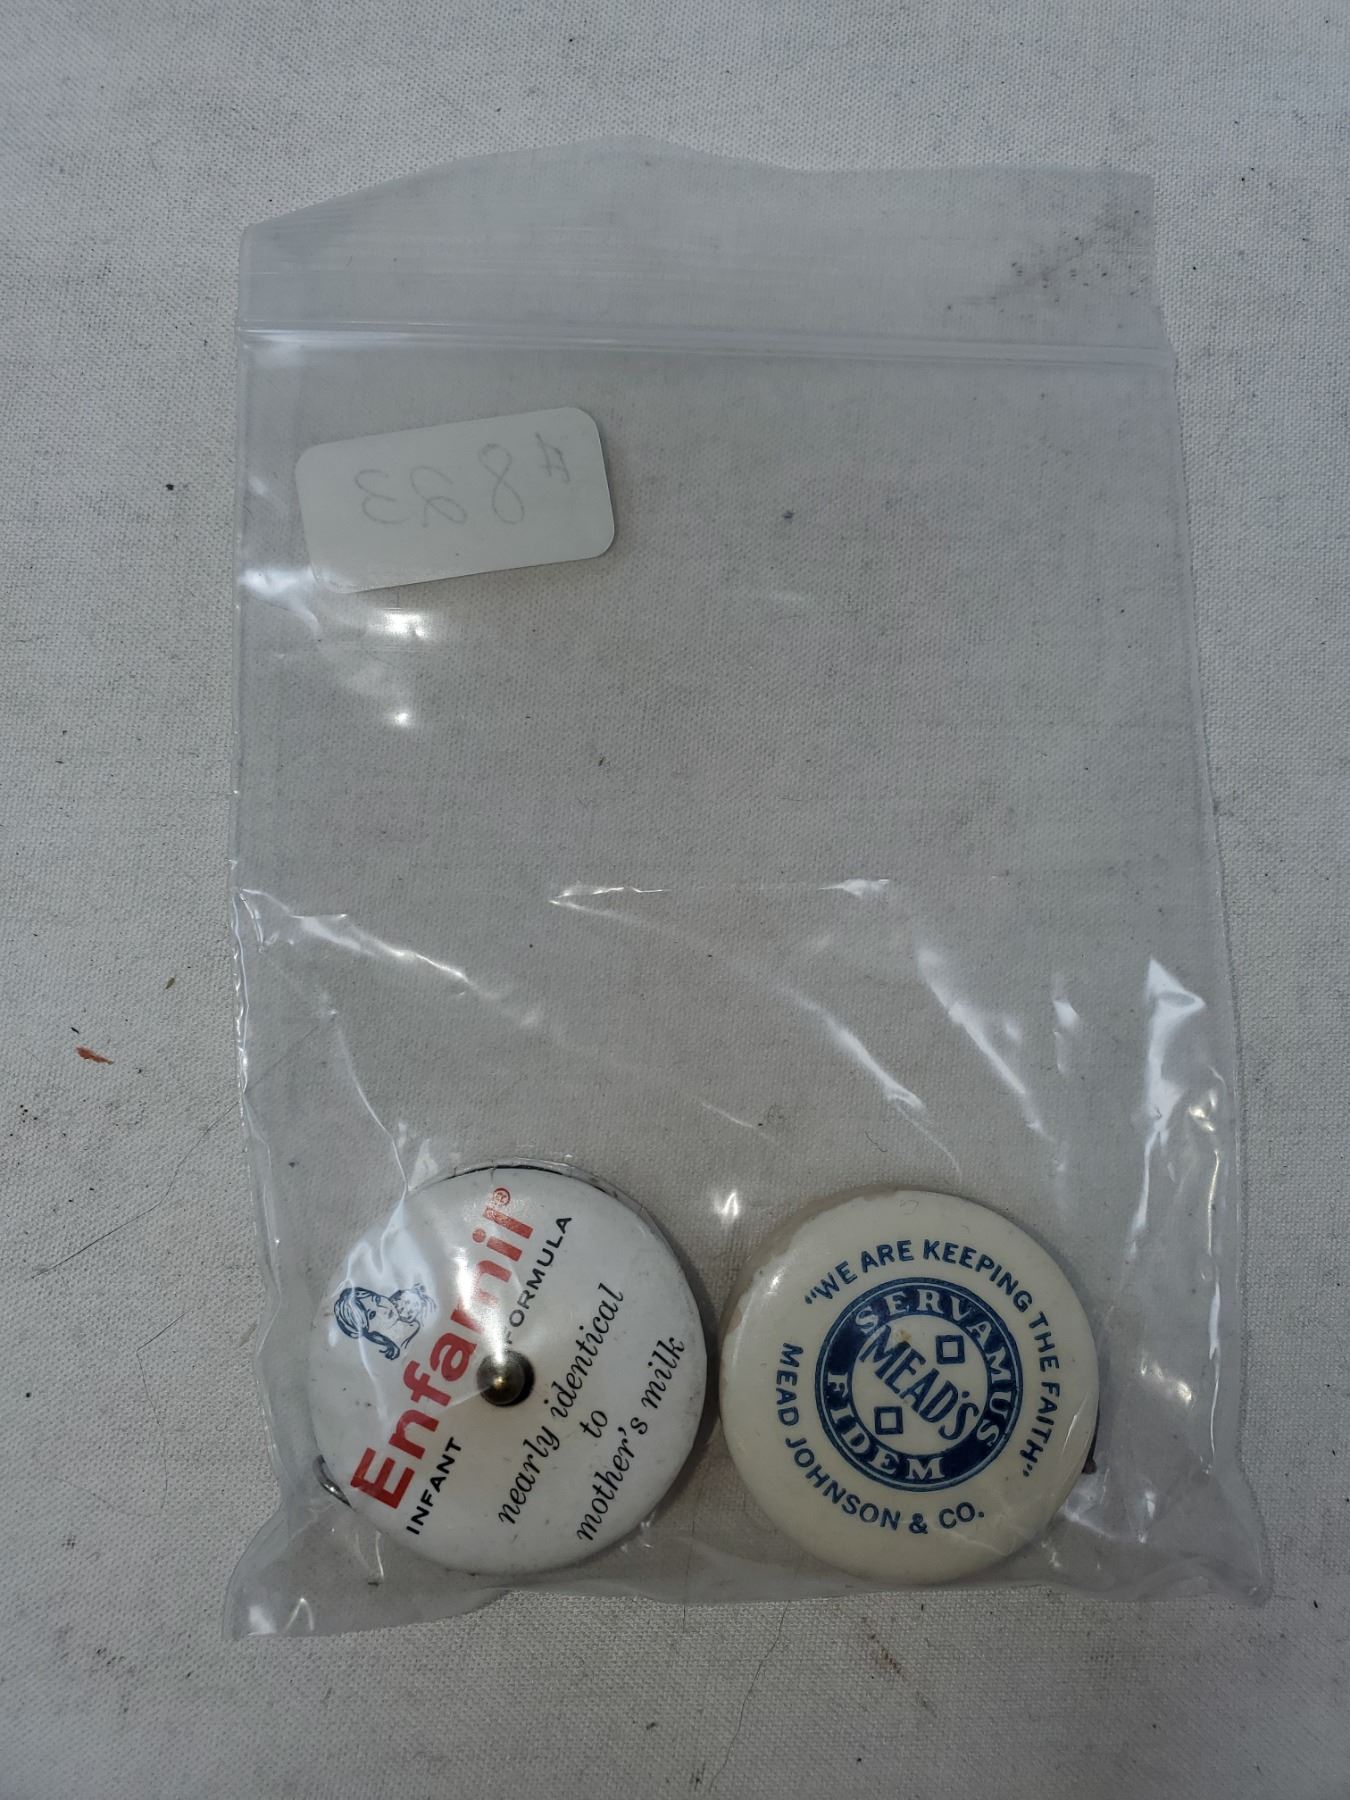 #823
Enfamil®
INFANT FORMULA
nearly identical
to
mother's milk
"WE ARE KEEPING THE FAITH"
SERVAMUS
MEAD'S
FIDEM
MEAD JOHNSON & CO.